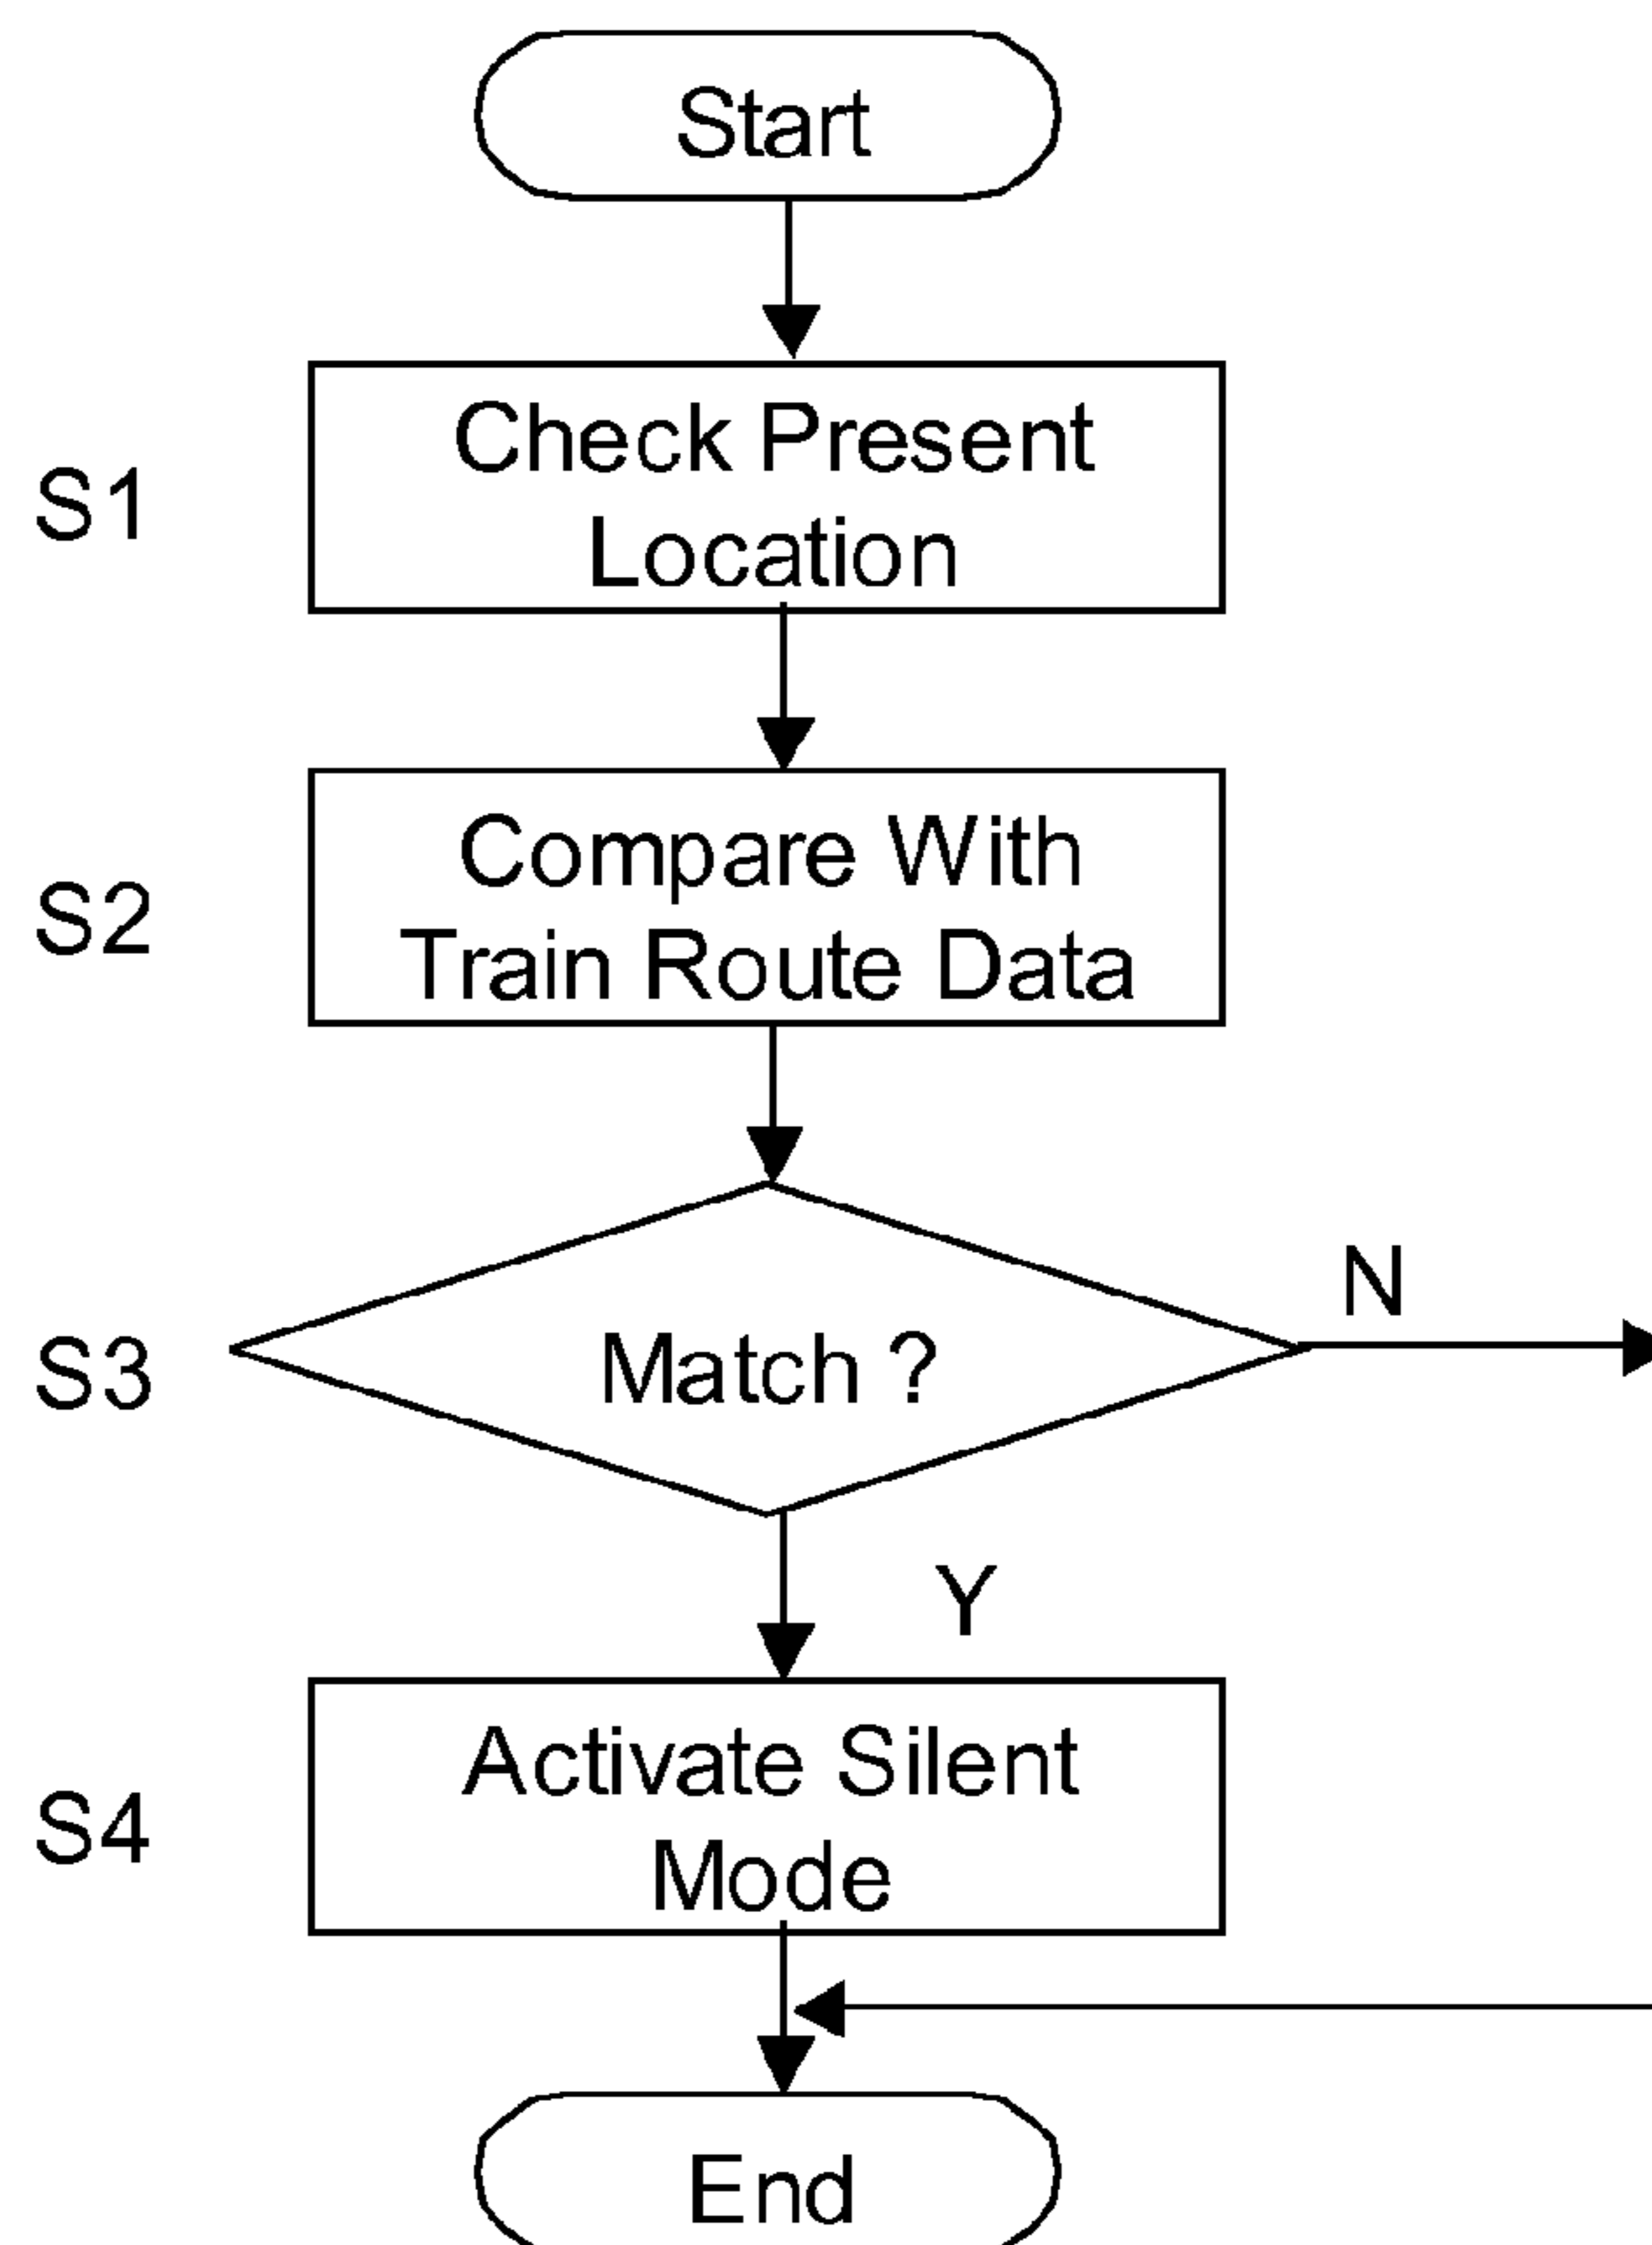 Start
S1
Check Present
Location
S2
Compare With
Train Route Data
S3
Match ?
N
Y
S4
Activate Silent
Mode
End